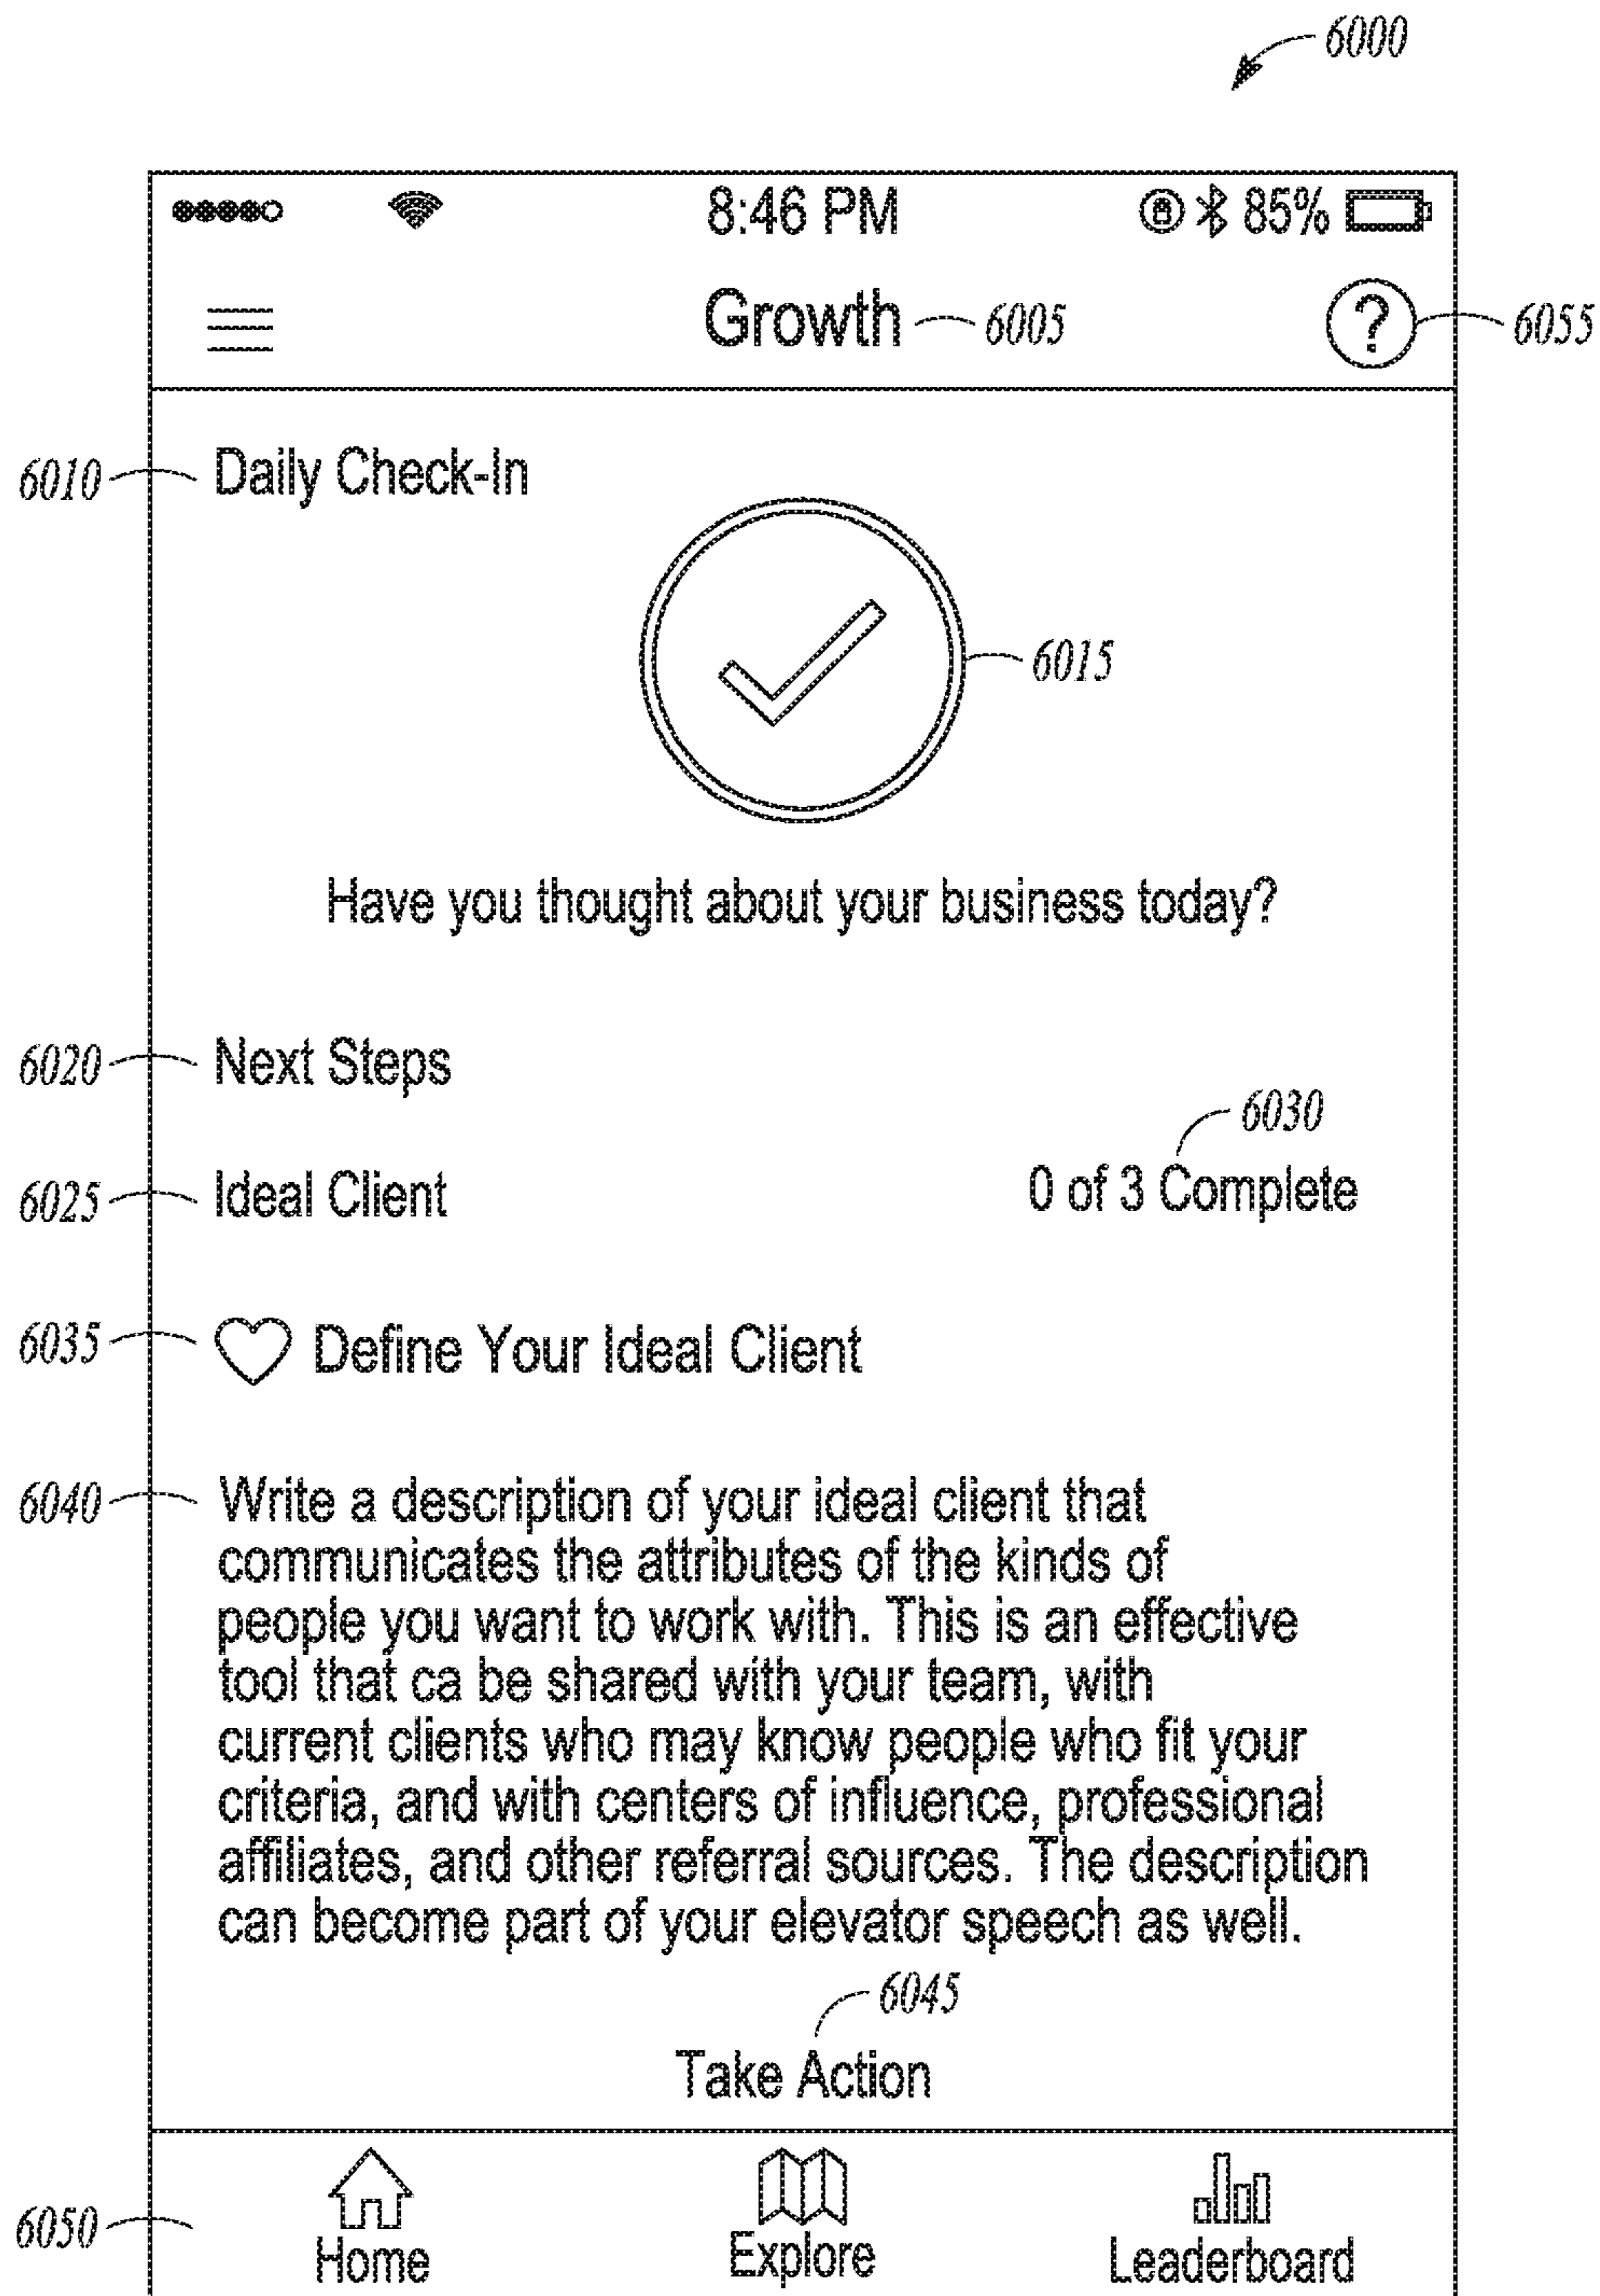 6000
8:46 PM 85%
Growth 6005 ? 6055
6010 Daily Check-In
6015
Have you thought about your business today?
6020 Next Steps
6030
6025 Ideal Client 0 of 3 Complete
6035 Define Your Ideal Client
6040 Write a description of your ideal client that
communicates the attributes of the kinds of
people you want to work with. This is an effective
tool that ca be shared with your team, with
current clients who may know people who fit your
criteria, and with centers of influence, professional
affiliates, and other referral sources. The description
can become part of your elevator speech as well.
6045
Take Action
6050
Home Explore Leaderboard